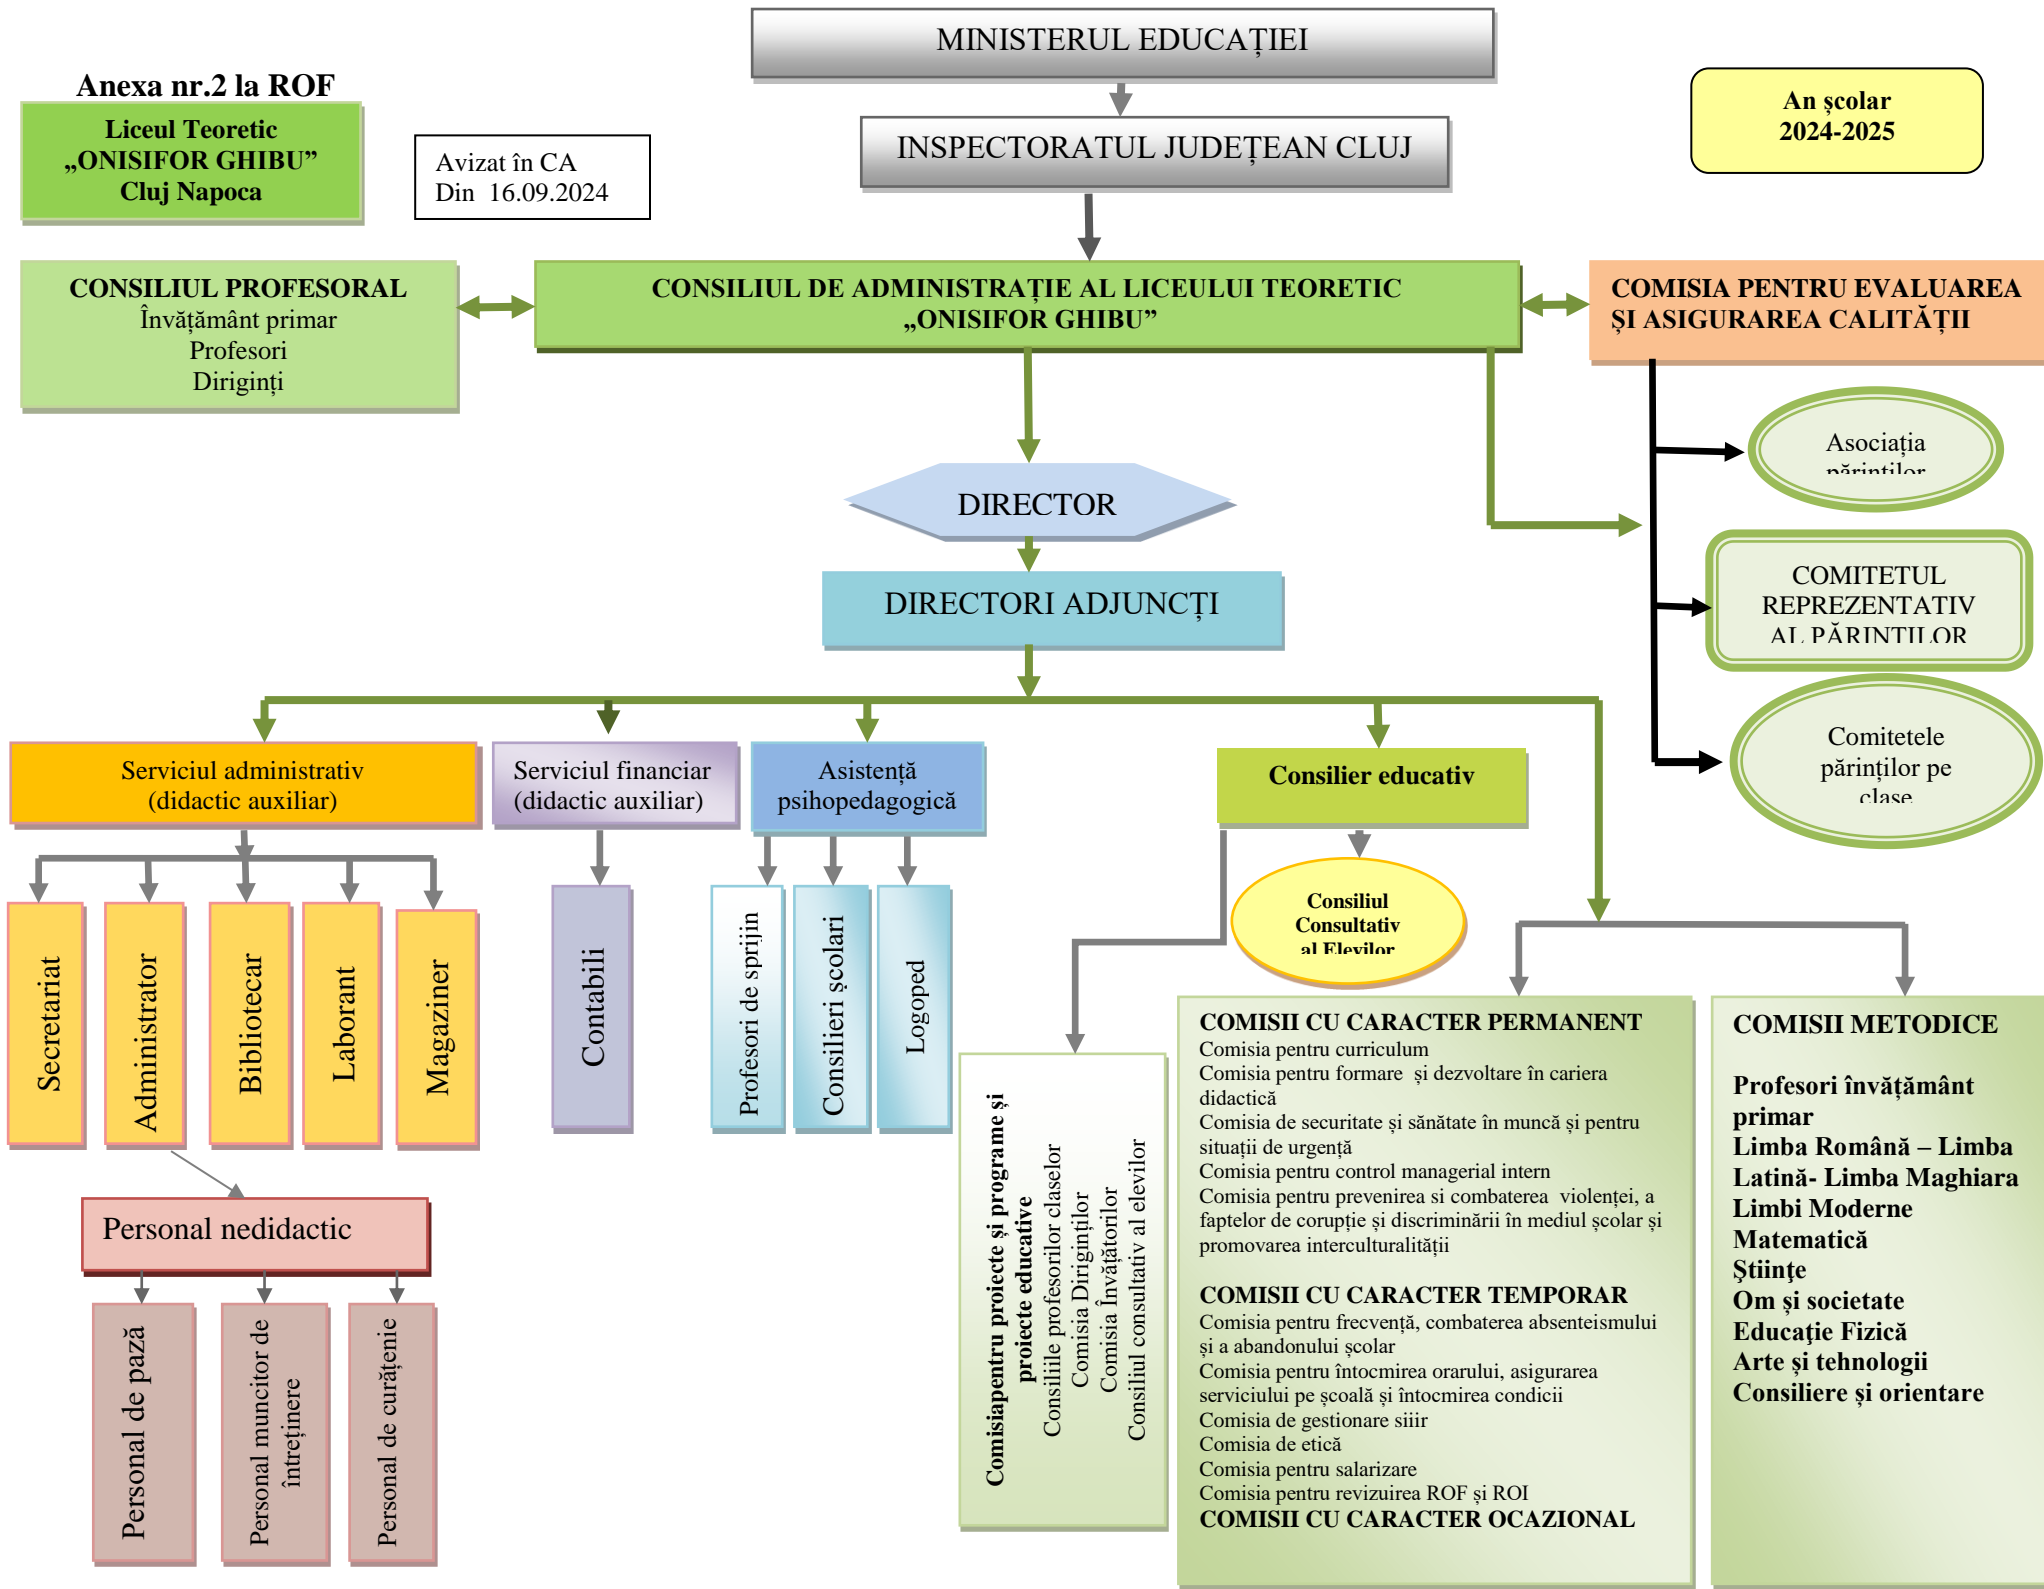 MINISTERUL EDUCAȚIEI
Anexa nr.2 la ROF
Liceul Teoretic
„ONISIFOR GHIBU”
Cluj Napoca
Avizat în CA
Din 16.09.2024
INSPECTORATUL JUDEȚEAN CLUJ
An școlar
2024-2025
CONSILIUL PROFESORAL
Învățământ primar
Profesori
Diriginți
CONSILIUL DE ADMINISTRAȚIE AL LICEULUI TEORETIC
„ONISIFOR GHIBU”
COMISIA PENTRU EVALUAREA
ȘI ASIGURAREA CALITĂȚII
Asociația
părinților
DIRECTOR
COMITETUL
REPREZENTATIV
AL PĂRINȚILOR
DIRECTORI ADJUNCȚI
Comitetele
părinților pe
clase
Serviciul administrativ
(didactic auxiliar)
Serviciul financiar
(didactic auxiliar)
Asistență
psihopedagogică
Consilier educativ
Consiliul
Consultativ
al Elevilor
Secretariat
Administrator
Bibliotecar
Laborant
Magaziner
Contabili
Profesori de sprijin
Consilieri școlari
Logoped
Personal nedidactic
Personal de pază
Personal muncitor de
întreținere
Personal de curățenie
Comisiapentru proiecte și programe și
proiecte educative
Consiliile profesorilor claselor
Comisia Diriginților
Comisia Învățătorilor
Consiliul consultativ al elevilor
COMISII CU CARACTER PERMANENT
Comisia pentru curriculum
Comisia pentru formare și dezvoltare în cariera
didactică
Comisia de securitate și sănătate în muncă și pentru
situații de urgență
Comisia pentru control managerial intern
Comisia pentru prevenirea si combaterea violenței, a
faptelor de corupție și discriminării în mediul școlar și
promovarea interculturalității
COMISII CU CARACTER TEMPORAR
Comisia pentru frecvență, combaterea absenteismului
și a abandonului școlar
Comisia pentru întocmirea orarului, asigurarea
serviciului pe școală și întocmirea condicii
Comisia de gestionare siiir
Comisia de etică
Comisia pentru salarizare
Comisia pentru revizuirea ROF și ROI
COMISII CU CARACTER OCAZIONAL
COMISII METODICE
Profesori învățământ
primar
Limba Română – Limba
Latină- Limba Maghiara
Limbi Moderne
Matematică
Ştiinţe
Om și societate
Educaţie Fizică
Arte și tehnologii
Consiliere și orientare